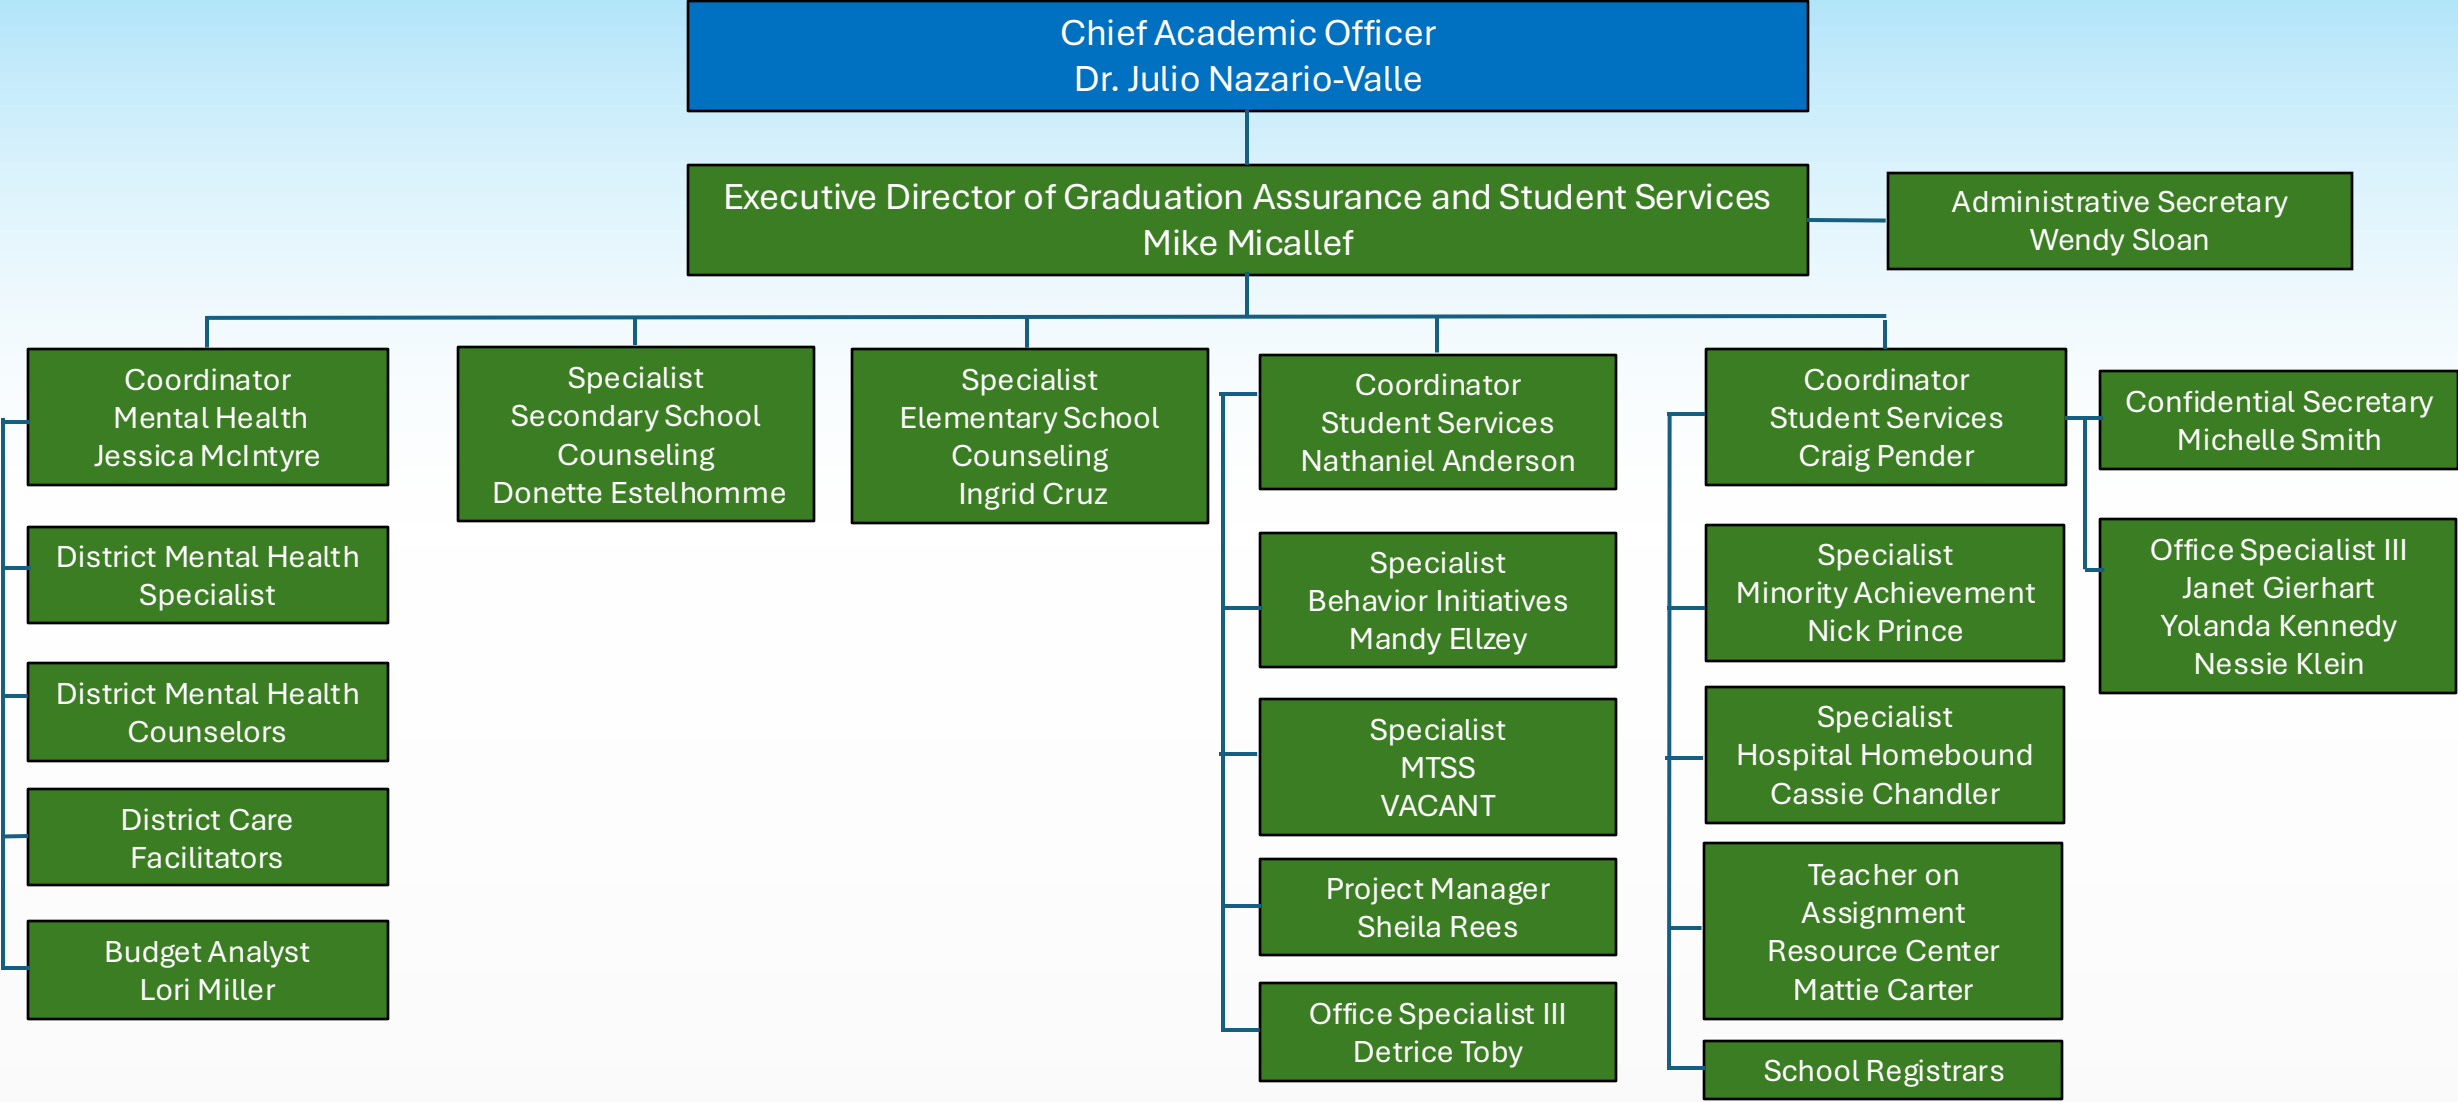 Chief Academic Officer
Dr. Julio Nazario-Valle
Executive Director of Graduation Assurance and Student Services
Mike Micallef
Administrative Secretary
Wendy Sloan
Coordinator
Mental Health
Jessica McIntyre
District Mental Health
Specialist
District Mental Health
Counselors
District Care
Facilitators
Budget Analyst
Lori Miller
Specialist
Secondary School
Counseling
Donette Estelhomme
Specialist
Elementary School
Counseling
Ingrid Cruz
Coordinator
Student Services
Nathaniel Anderson
Specialist
Behavior Initiatives
Mandy Ellzey
Specialist
MTSS
VACANT
Project Manager
Sheila Rees
Office Specialist III
Detrice Toby
Coordinator
Student Services
Craig Pender
Specialist
Minority Achievement
Nick Prince
Specialist
Hospital Homebound
Cassie Chandler
Teacher on
Assignment
Resource Center
Mattie Carter
School Registrars
Confidential Secretary
Michelle Smith
Office Specialist III
Janet Gierhart
Yolanda Kennedy
Nessie Klein